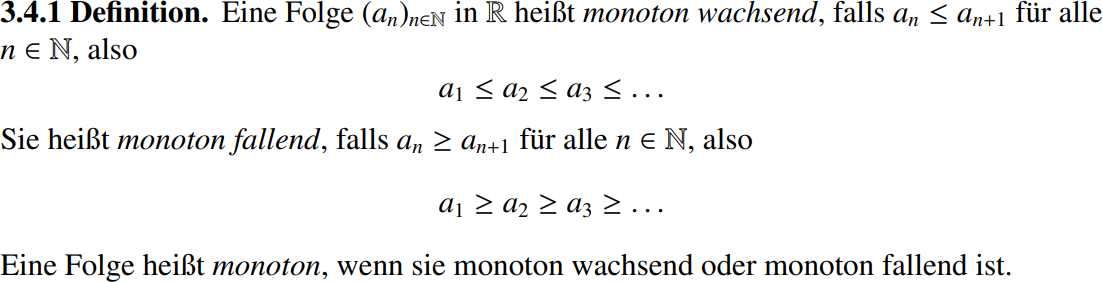 3.4.1 Definition. Eine Folge (aₙ)ₙ∈ℕ in ℝ heißt monoton wachsend, falls aₙ ≤ aₙ₊₁ für alle
n ∈ ℕ, also
a₁ ≤ a₂ ≤ a₃ ≤ …
Sie heißt monoton fallend, falls aₙ ≥ aₙ₊₁ für alle n ∈ ℕ, also
a₁ ≥ a₂ ≥ a₃ ≥ …
Eine Folge heißt monoton, wenn sie monoton wachsend oder monoton fallend ist.